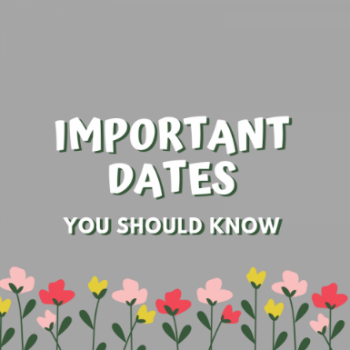 IMPORTANT
DATES
YOU SHOULD KNOW